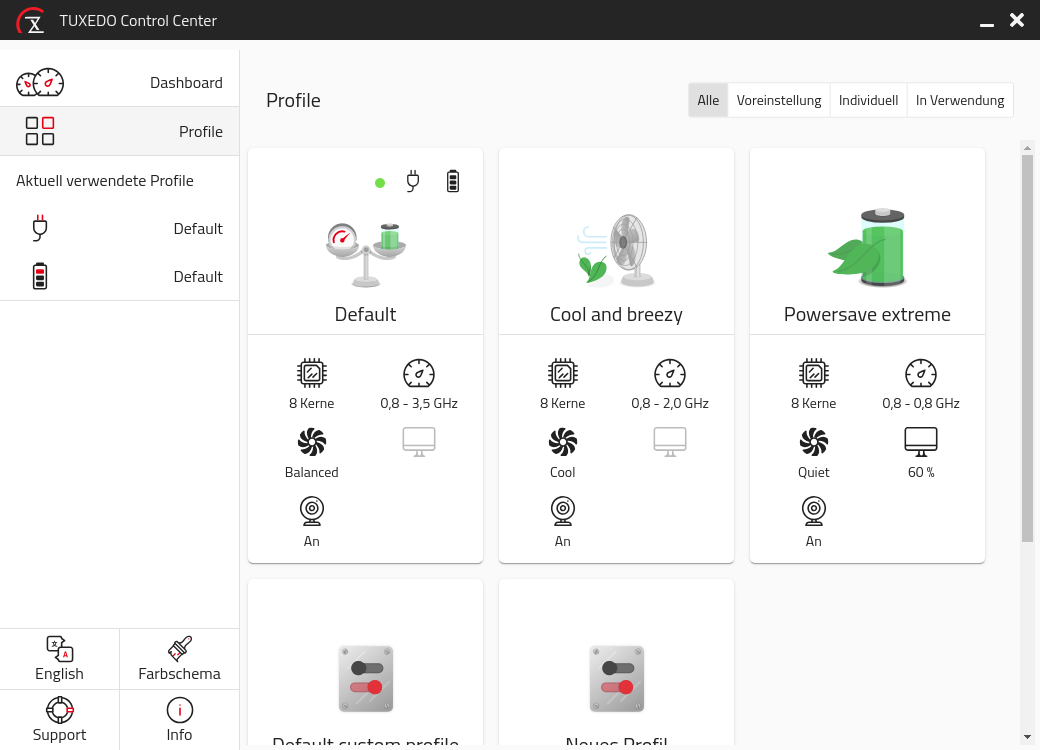 TUXEDO Control Center
Dashboard
Profile
Aktuell verwendete Profile
Default
Default
English
Farbschema
Support
Info
Profile
Alle
Voreinstellung
Individuell
In Verwendung
Default
8 Kerne
0,8 - 3,5 GHz
Balanced
An
Cool and breezy
8 Kerne
0,8 - 2,0 GHz
Cool
An
Powersave extreme
8 Kerne
0,8 - 0,8 GHz
Quiet
60 %
An
Default custom profile
Neues Profil